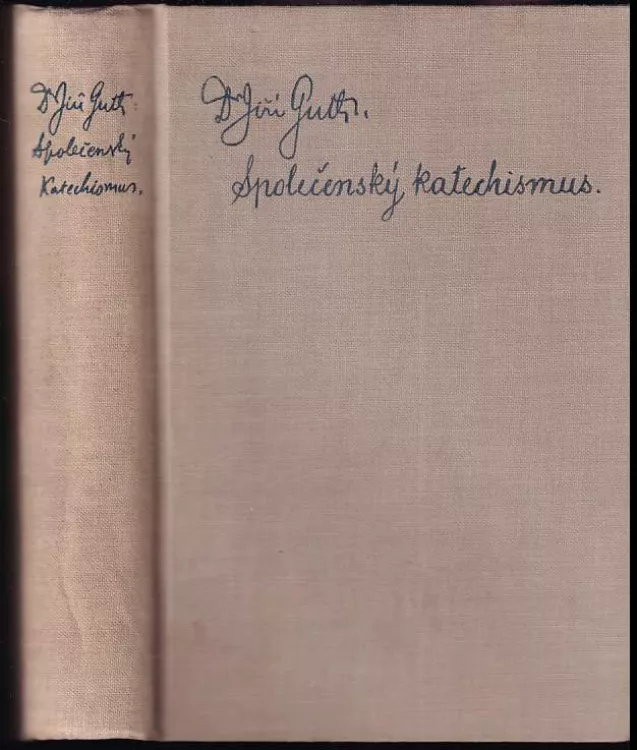 Dr Jiří Guth
Společenský
Katechismus.
Dr Jiří Guth.
Společenský katechismus.